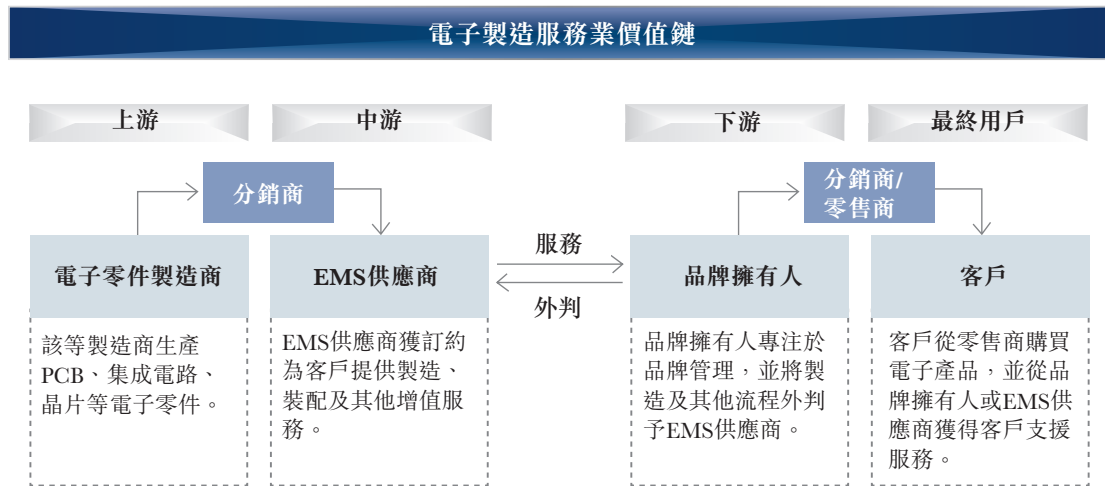 電子製造服務業價值鏈
上游
中游
下游
最終用戶
分銷商
分銷商/
零售商
電子零件製造商
EMS供應商
服務
外判
品牌擁有人
客戶
該等製造商生產
PCB、集成電路、
晶片等電子零件。
EMS供應商獲訂約
為客戶提供製造、
裝配及其他增值服
務。
品牌擁有人專注於
品牌管理,並將製
造及其他流程外判
予EMS供應商。
客戶從零售商購買
電子產品,並從品
牌擁有人或EMS供
應商獲得客戶支援
服務。